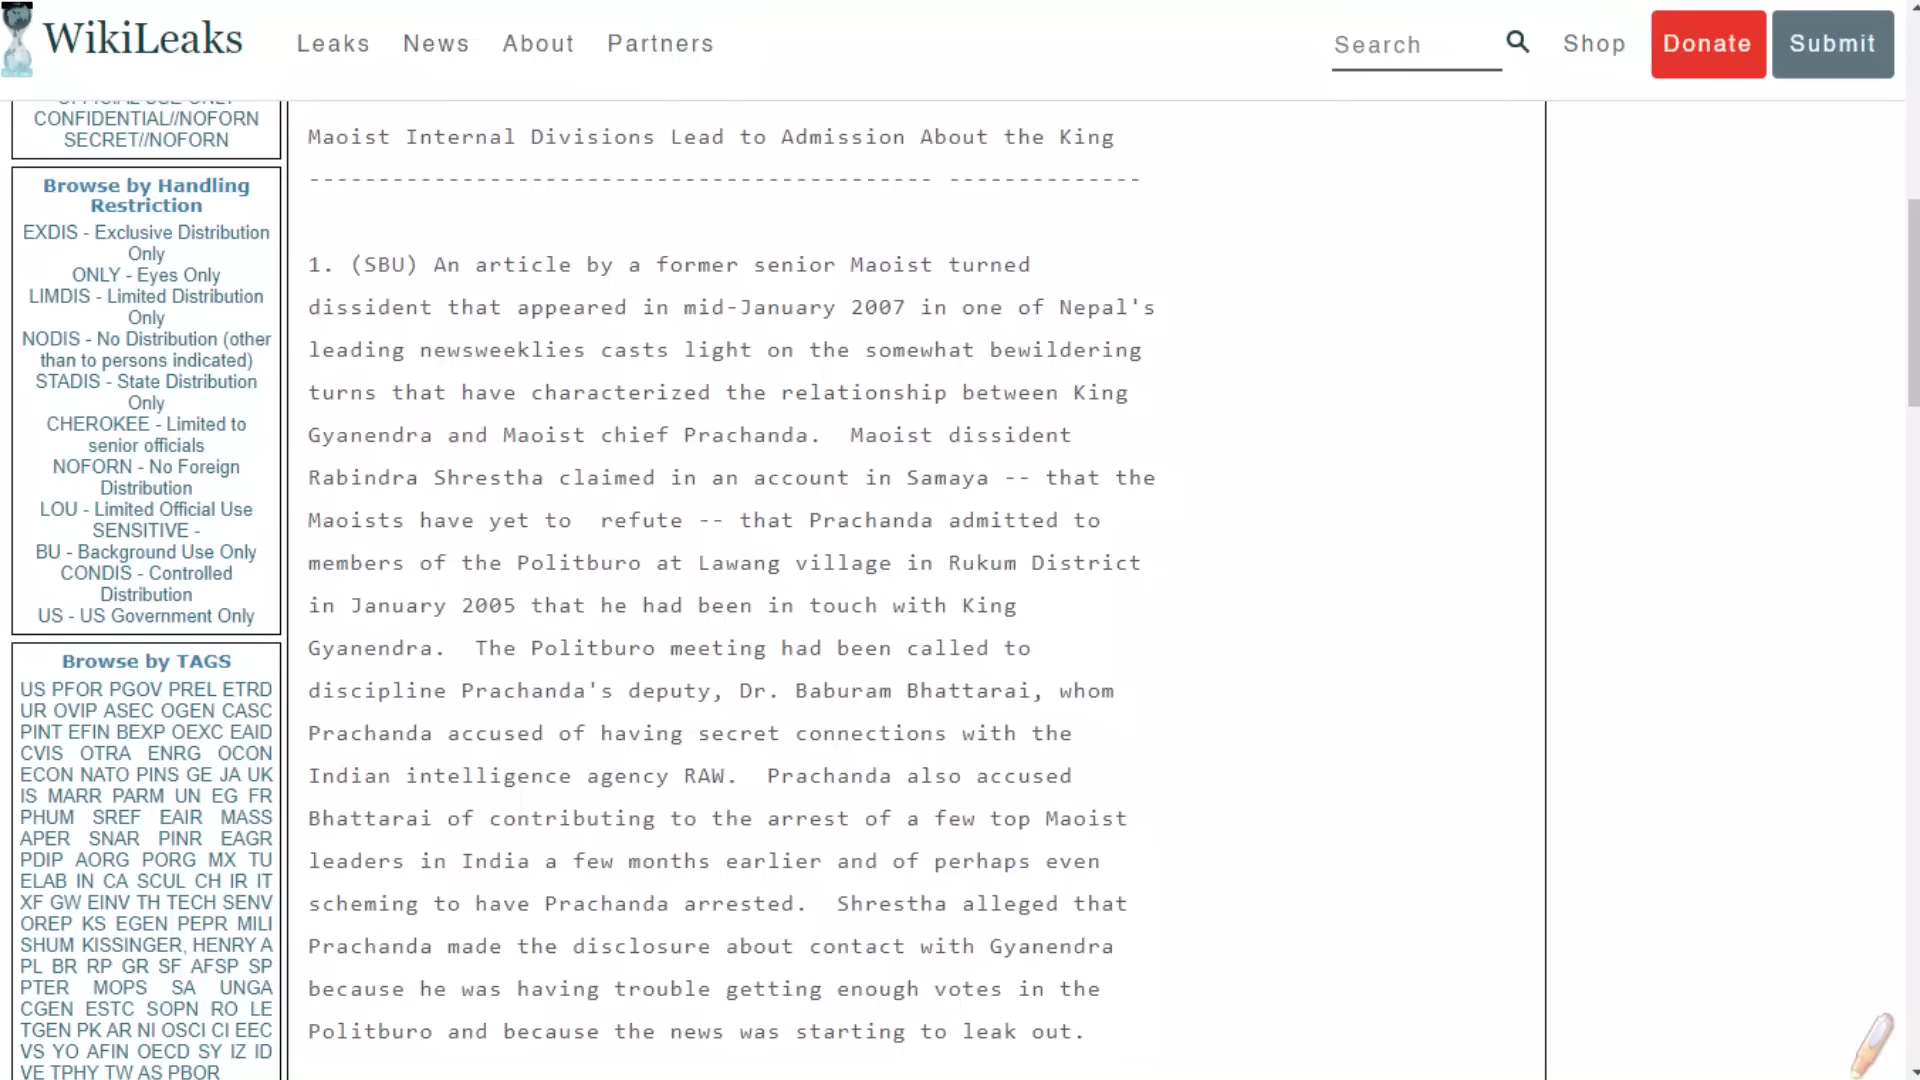 WikiLeaks
Leaks News About Partners
Search
Shop
Donate
Submit
OFFICIAL USE ONLY
CONFIDENTIAL//NOFORN
SECRET//NOFORN
Browse by Handling
Restriction
EXDIS - Exclusive Distribution
Only
ONLY - Eyes Only
LIMDIS - Limited Distribution
Only
NODIS - No Distribution (other
than to persons indicated)
STADIS - State Distribution
Only
CHEROKEE - Limited to
senior officials
NOFORN - No Foreign
Distribution
LOU - Limited Official Use
SENSITIVE -
BU - Background Use Only
CONDIS - Controlled
Distribution
US - US Government Only
Browse by TAGS
US PFOR PGOV PREL ETRD
UR OVIP ASEC OGEN CASC
PINT EFIN BEXP OEXC EAID
CVIS OTRA ENRG OCON
ECON NATO PINS GE JA UK
IS MARR PARM UN EG FR
PHUM SREF EAIR MASS
APER SNAR PINR EAGR
PDIP AORG PORG MX TU
ELAB IN CA SCUL CH IR IT
XF GW EINV TH TECH SENV
OREP KS EGEN PEPR MILI
SHUM KISSINGER, HENRY A
PL BR RP GR SF AFSP SP
PTER MOPS SA UNGA
CGEN ESTC SOPN RO LE
TGEN PK AR NI OSCI CI EEC
VS YO AFIN OECD SY IZ ID
VE TPHY TW AS PBOR
Maoist Internal Divisions Lead to Admission About the King
--------------------------------------------- --------------
1. (SBU) An article by a former senior Maoist turned
dissident that appeared in mid-January 2007 in one of Nepal's
leading newsweeklies casts light on the somewhat bewildering
turns that have characterized the relationship between King
Gyanendra and Maoist chief Prachanda.  Maoist dissident
Rabindra Shrestha claimed in an account in Samaya -- that the
Maoists have yet to  refute -- that Prachanda admitted to
members of the Politburo at Lawang village in Rukum District
in January 2005 that he had been in touch with King
Gyanendra.  The Politburo meeting had been called to
discipline Prachanda's deputy, Dr. Baburam Bhattarai, whom
Prachanda accused of having secret connections with the
Indian intelligence agency RAW.  Prachanda also accused
Bhattarai of contributing to the arrest of a few top Maoist
leaders in India a few months earlier and of perhaps even
scheming to have Prachanda arrested.  Shrestha alleged that
Prachanda made the disclosure about contact with Gyanendra
because he was having trouble getting enough votes in the
Politburo and because the news was starting to leak out.